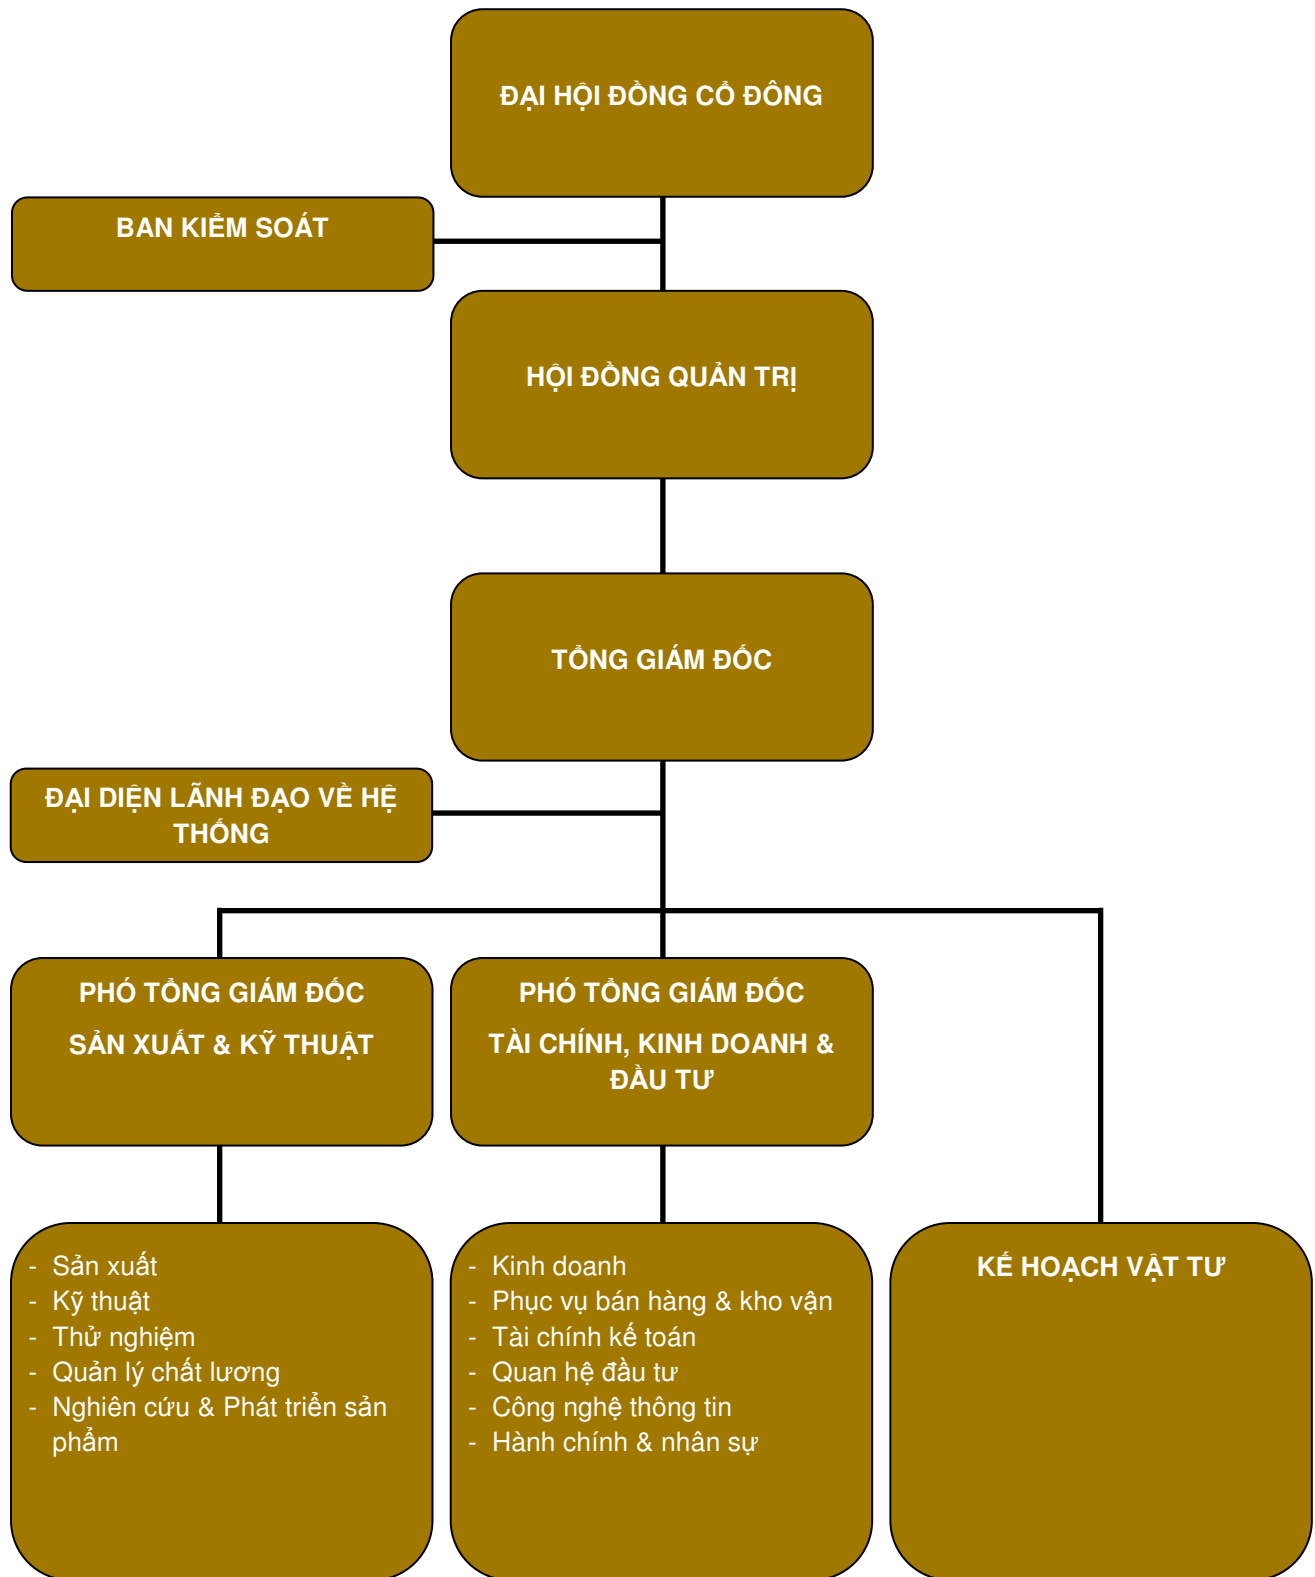 ĐẠI HỘI ĐỒNG CỔ ĐÔNG
BAN KIỂM SOÁT
HỘI ĐỒNG QUẢN TRỊ
TỔNG GIÁM ĐỐC
ĐẠI DIỆN LÃNH ĐẠO VỀ HỆ
THỐNG
PHÓ TỔNG GIÁM ĐỐC
SẢN XUẤT & KỸ THUẬT
PHÓ TỔNG GIÁM ĐỐC
TÀI CHÍNH, KINH DOANH &
ĐẦU TƯ
- Sản xuất
- Kỹ thuật
- Thử nghiệm
- Quản lý chất lương
- Nghiên cứu & Phát triển sản
phẩm
- Kinh doanh
- Phục vụ bán hàng & kho vận
- Tài chính kế toán
- Quan hệ đầu tư
- Công nghệ thông tin
- Hành chính & nhân sự
KẾ HOẠCH VẬT TƯ